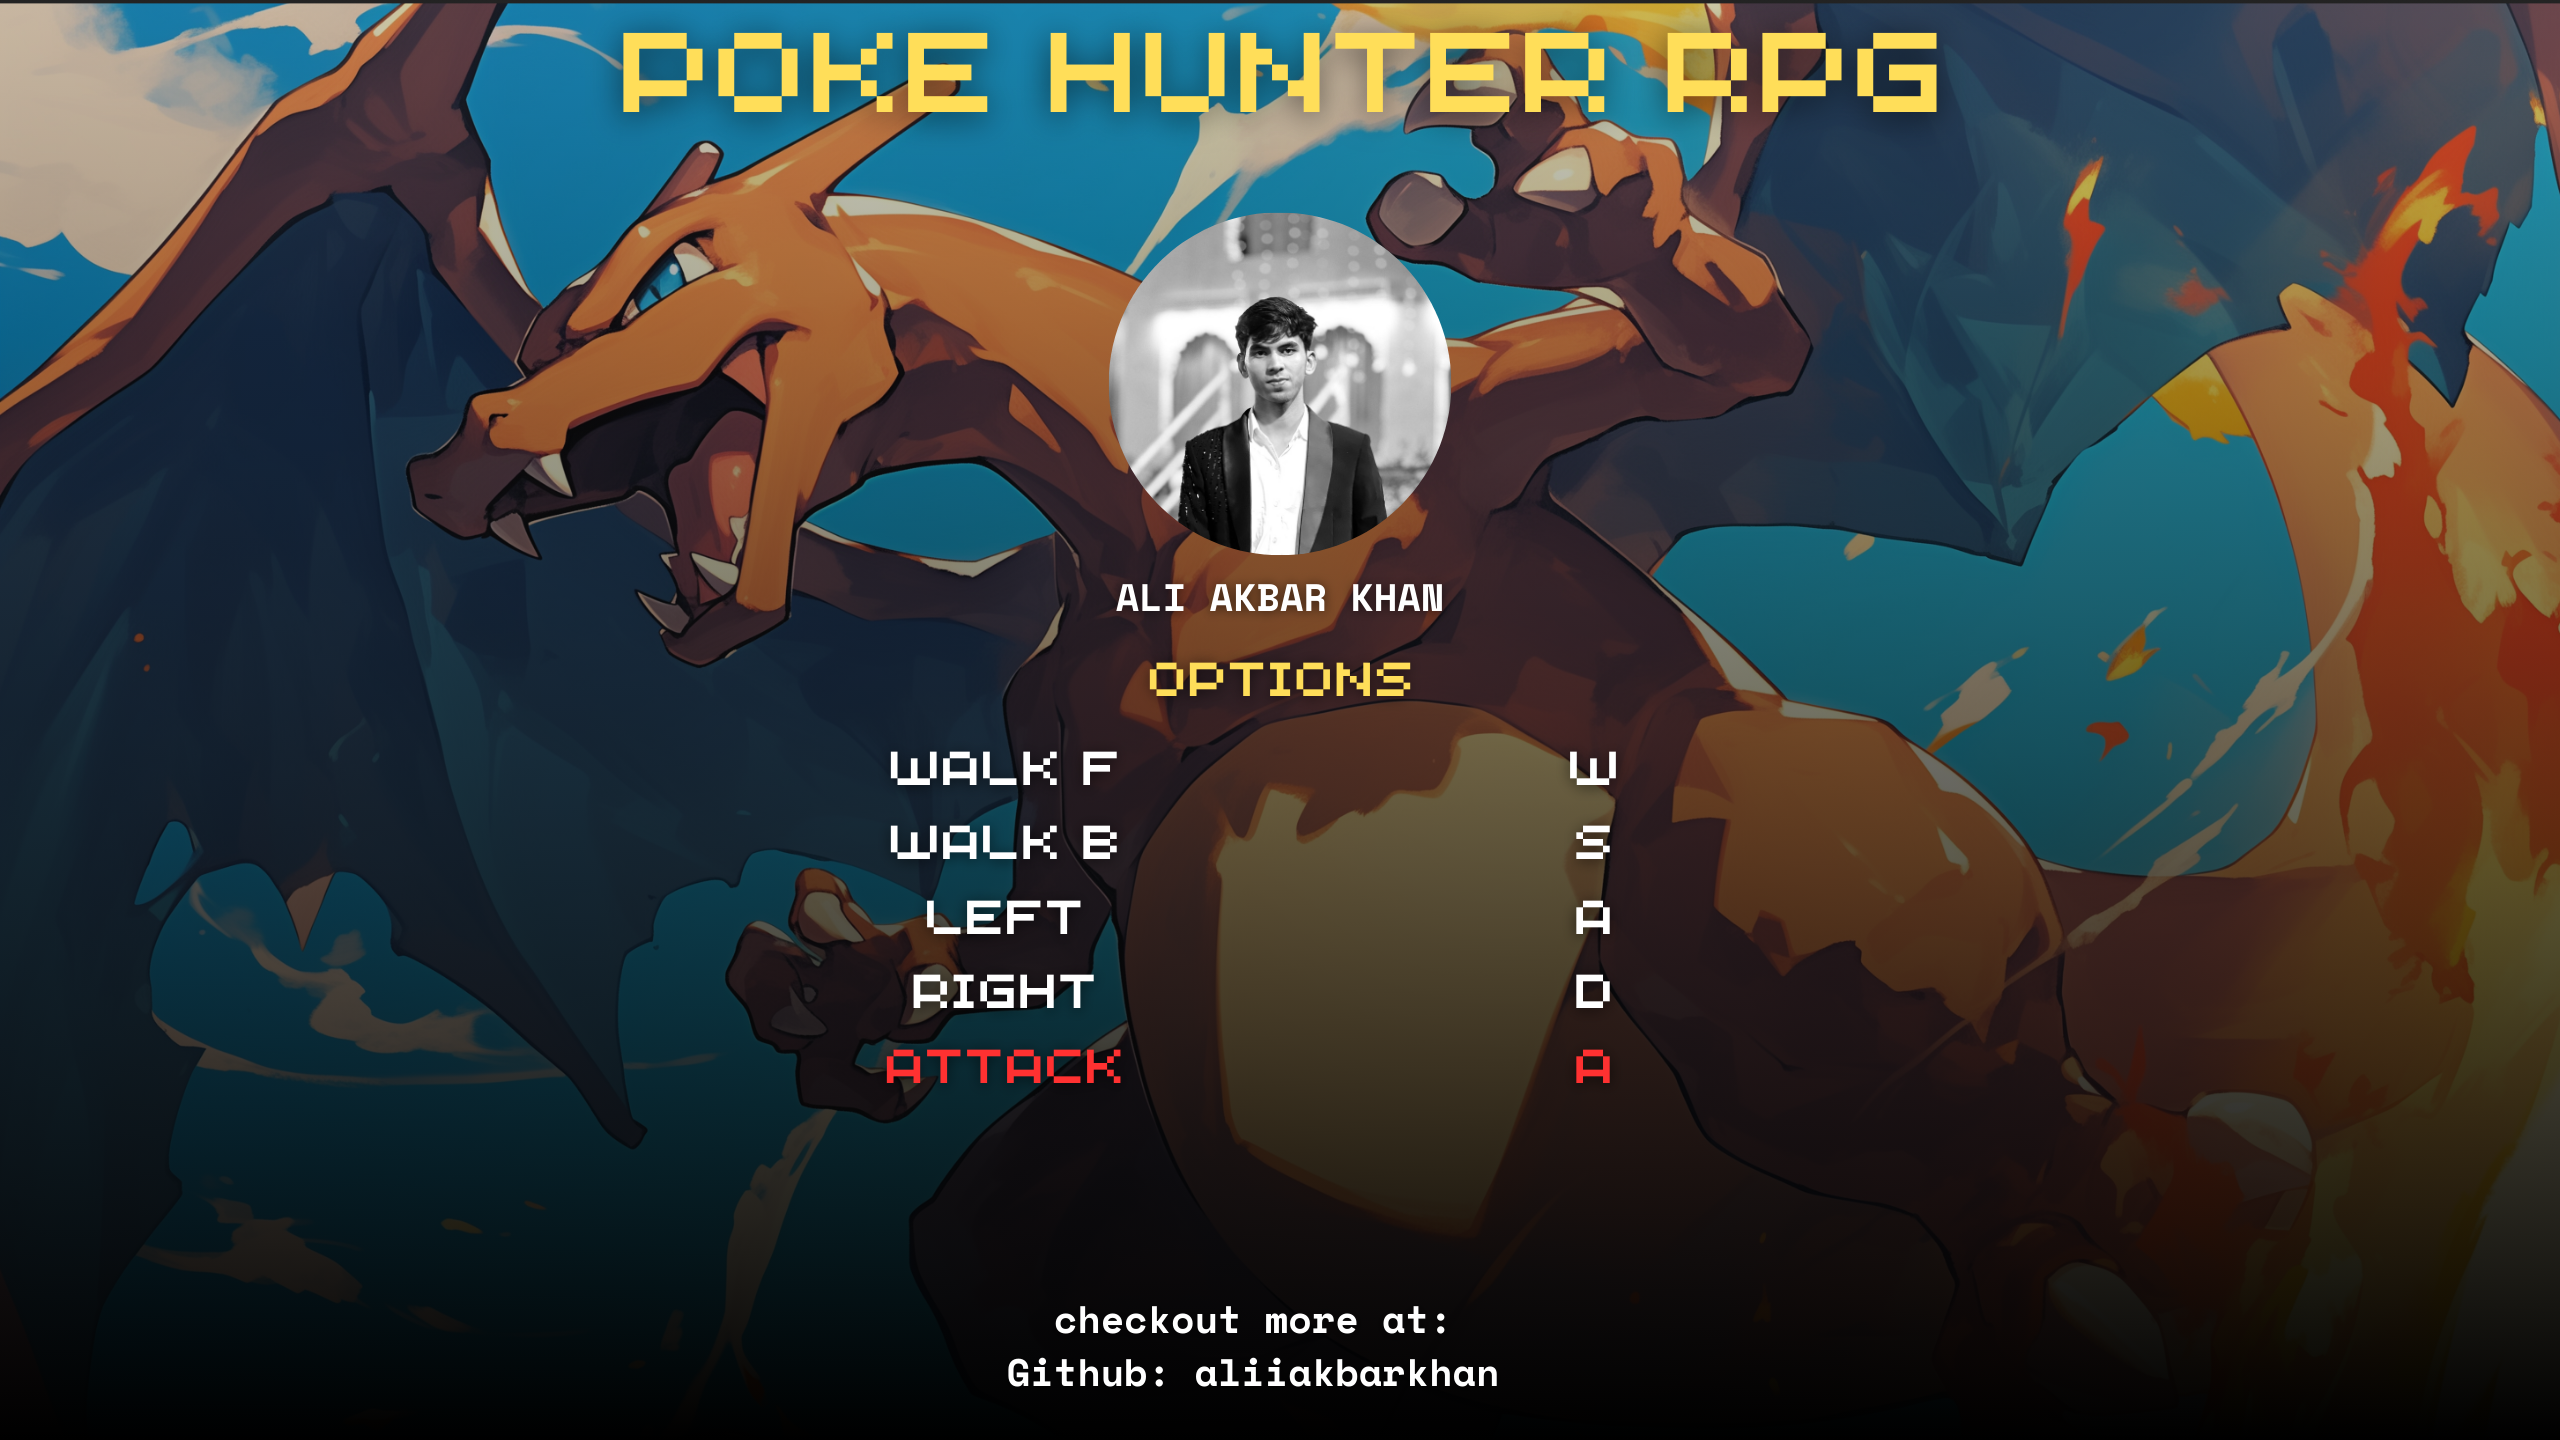 POKE HUNTER RPG
ALI AKBAR KHAN
OPTIONS
WALK F W
WALK B S
LEFT A
RIGHT D
ATTACK A
checkout more at:
Github: aliiakbarkhan